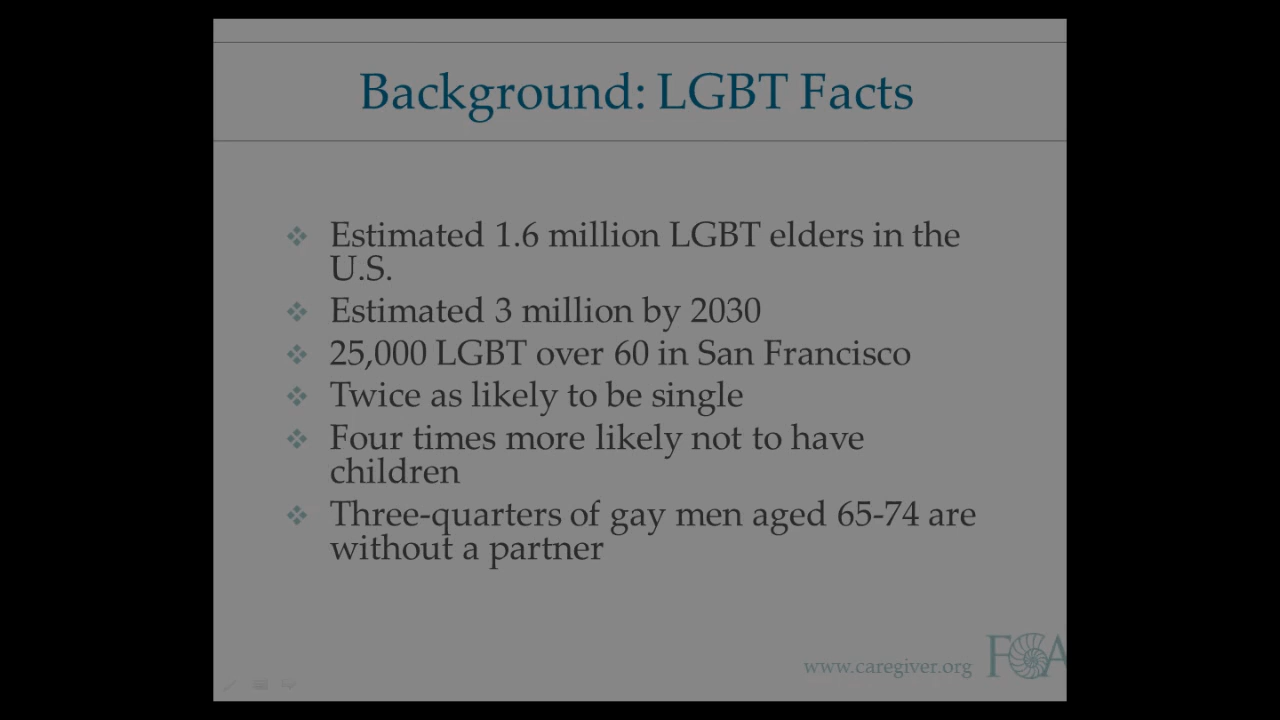 Background: LGBT Facts
Estimated 1.6 million LGBT elders in the
U.S.
Estimated 3 million by 2030
25,000 LGBT over 60 in San Francisco
Twice as likely to be single
Four times more likely not to have
children
Three-quarters of gay men aged 65-74 are
without a partner
www.caregiver.org
FCA